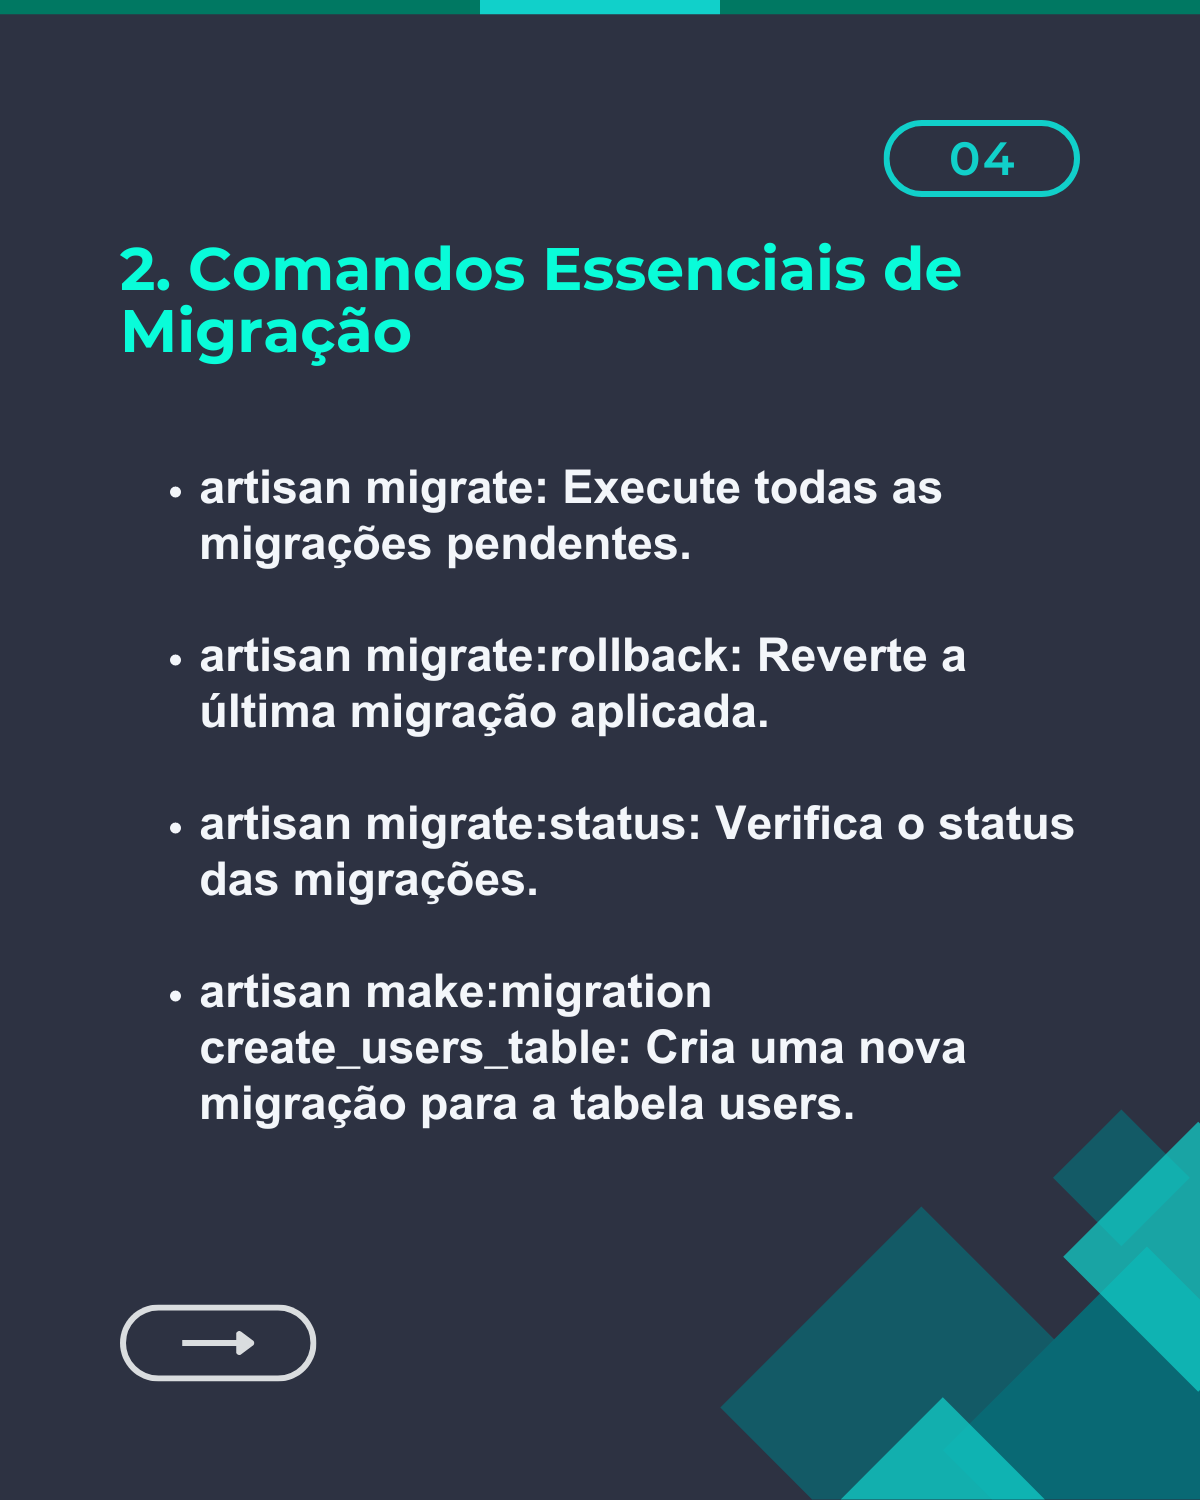 04
2. Comandos Essenciais de
Migração
• artisan migrate: Execute todas as
migrações pendentes.
• artisan migrate:rollback: Reverte a
última migração aplicada.
• artisan migrate:status: Verifica o status
das migrações.
• artisan make:migration
create_users_table: Cria uma nova
migração para a tabela users.